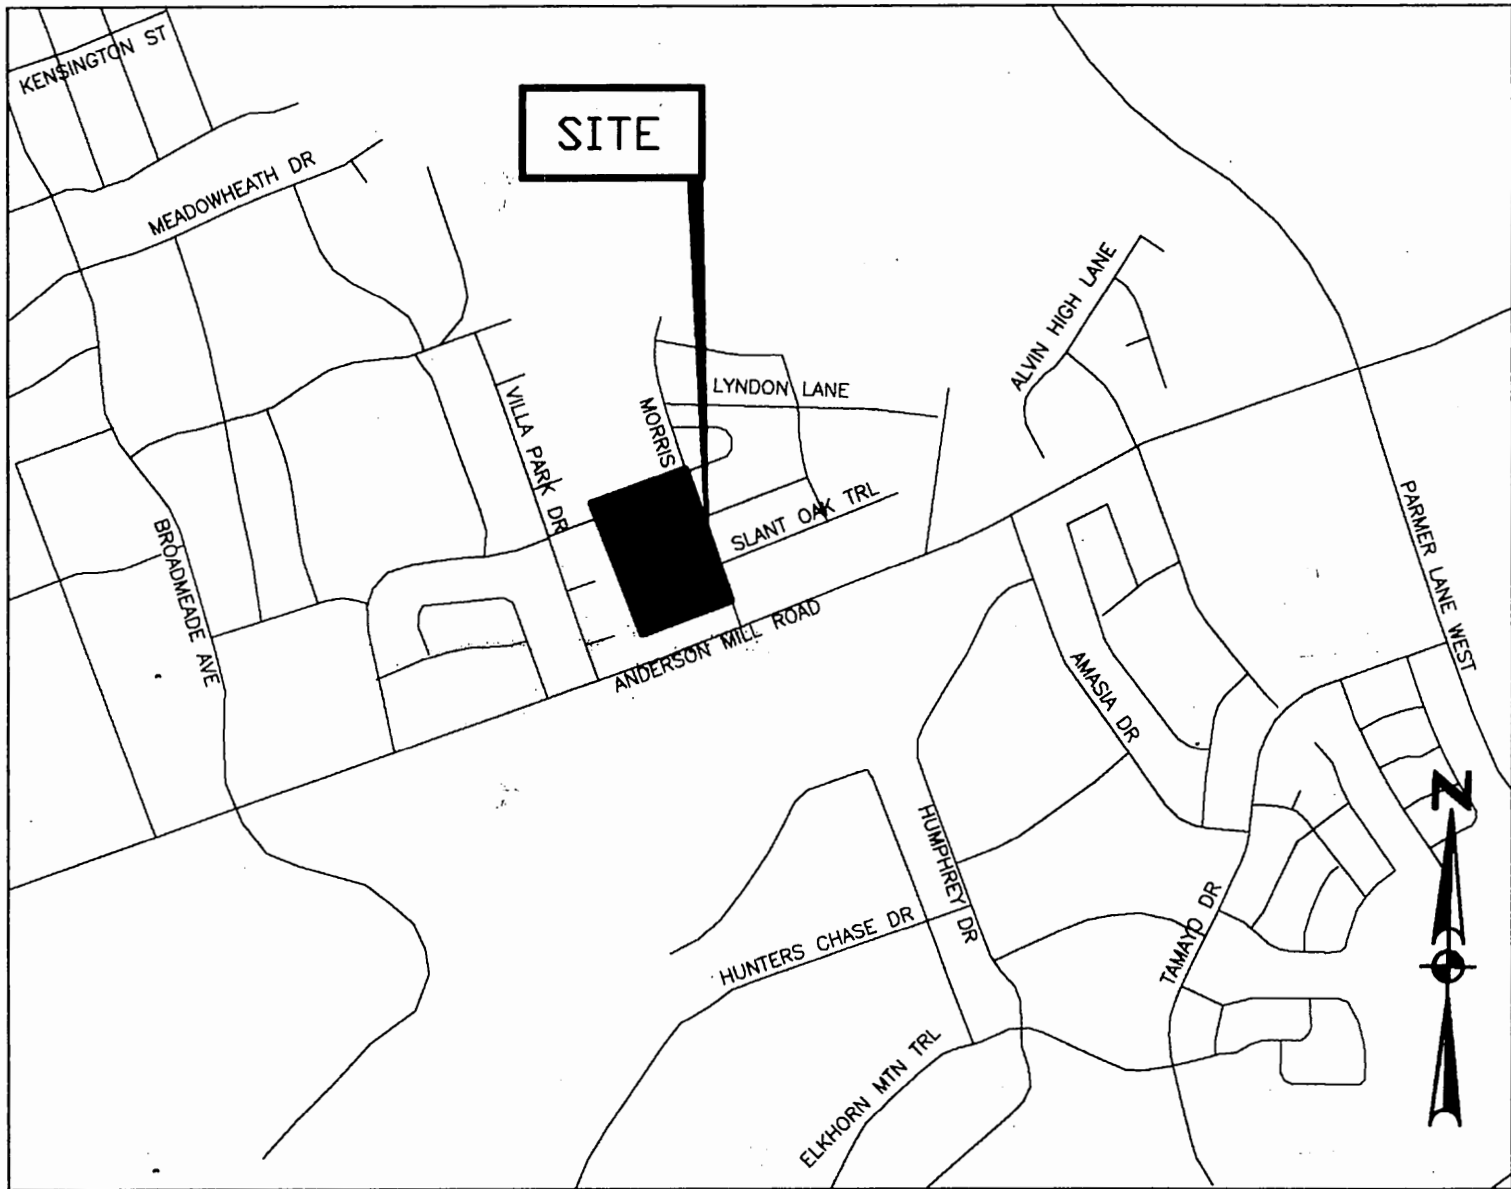 KENSINGTON ST
SITE
MEADOWHEATH DR
ALVIN HIGH LANE
LYNDON LANE
MORRIS
VILLA PARK DR
SLANT OAK TRL
PARMER LANE WEST
BROADMEADE AVE
ANDERSON MILL ROAD
AMASIA DR
N
HUMPHREY DR
TAMAYO DR
HUNTERS CHASE DR
ELKHORN MTN TRL